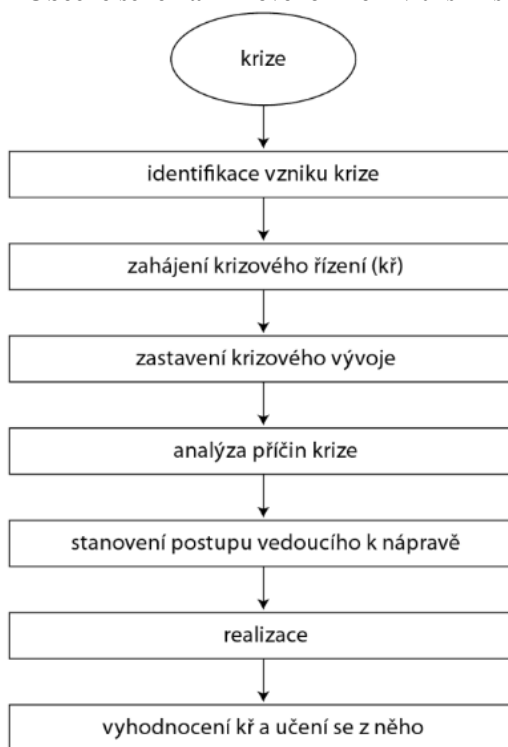 krize
identifikace vzniku krize
zahájení krizového řízení (kř)
zastavení krizového vývoje
analýza příčin krize
stanovení postupu vedoucího k nápravě
realizace
vyhodnocení kř a učení se z něho